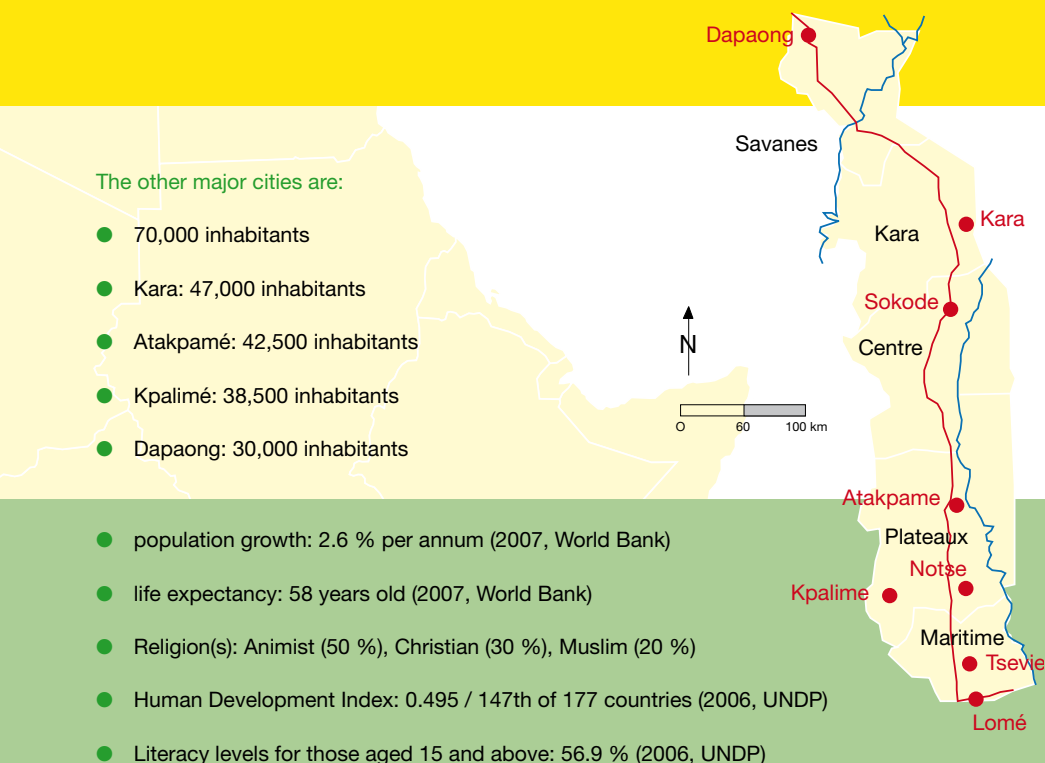 Dapaong
Savanes
The other major cities are:
70,000 inhabitants
Kara: 47,000 inhabitants
Atakpamé: 42,500 inhabitants
Kpalimé: 38,500 inhabitants
Dapaong: 30,000 inhabitants
Kara
Kara
Sokode
Centre
N
O 60 100 km
Atakpame
Plateaux
Notse
Kpalime
Maritime
Tsevie
Lomé
population growth: 2.6 % per annum (2007, World Bank)
life expectancy: 58 years old (2007, World Bank)
Religion(s): Animist (50 %), Christian (30 %), Muslim (20 %)
Human Development Index: 0.495 / 147th of 177 countries (2006, UNDP)
Literacy levels for those aged 15 and above: 56.9 % (2006, UNDP)